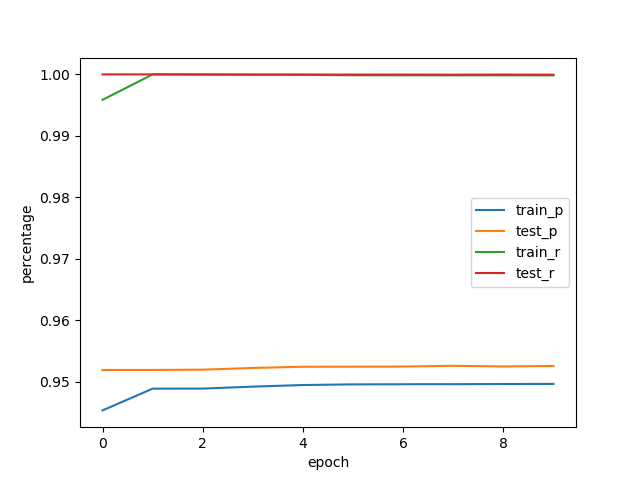 1.00
0.99
0.98
0.97
0.96
0.95
percentage
0 2 4 6 8
epoch
train_p
test_p
train_r
test_r